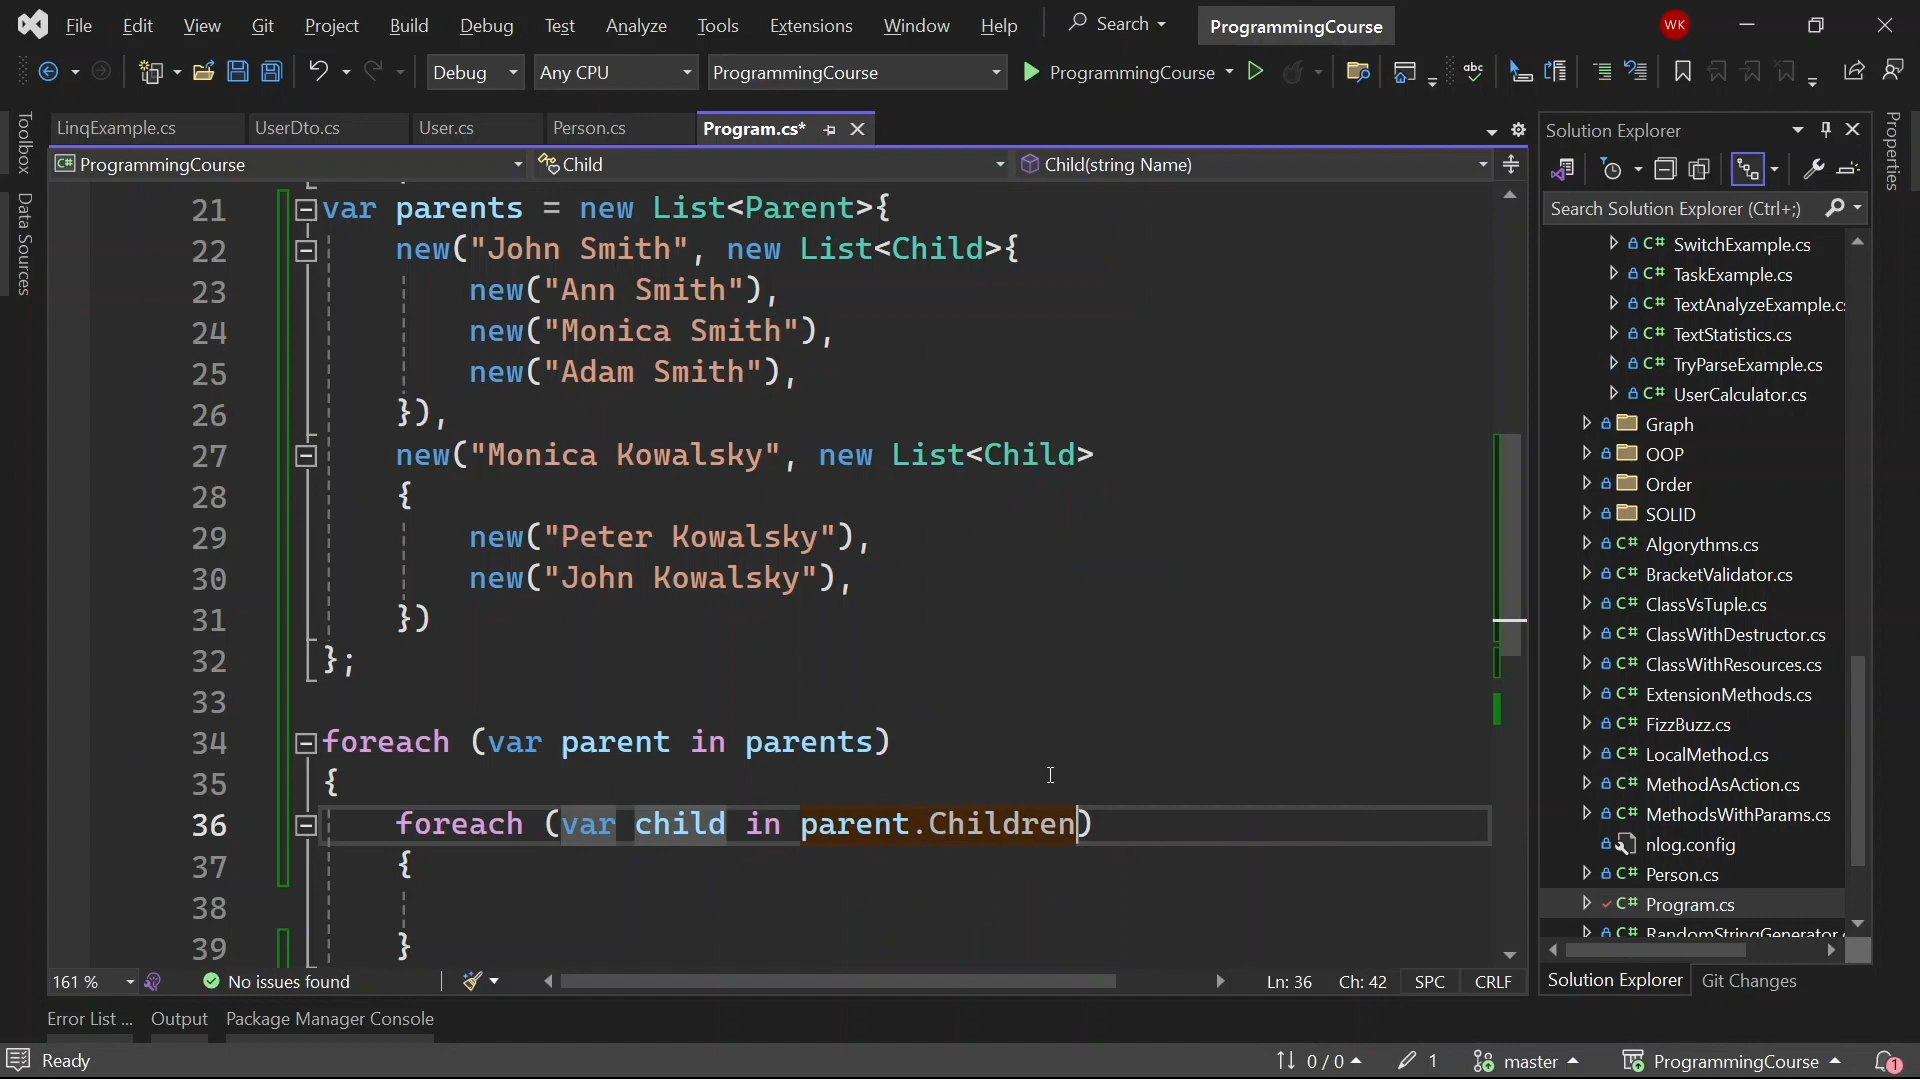 File Edit View Git Project Build Debug Test Analyze Tools Extensions Window Help Search ProgrammingCourse WK
Debug Any CPU ProgrammingCourse ProgrammingCourse abc
LinqExample.cs UserDto.cs User.cs Person.cs Program.cs*
C# ProgrammingCourse Child Child(string Name)
Toolbox
Data Sources
21 var parents = new List<Parent>{
22 new("John Smith", new List<Child>{
23 new("Ann Smith"),
24 new("Monica Smith"),
25 new("Adam Smith"),
26 }),
27 new("Monica Kowalsky", new List<Child>
28 {
29 new("Peter Kowalsky"),
30 new("John Kowalsky"),
31 })
32 };
33
34 foreach (var parent in parents)
35 {
36 foreach (var child in parent.Children)
37 {
38
39 }
161 % No issues found Ln: 36 Ch: 42 SPC CRLF
Error List ... Output Package Manager Console
Solution Explorer
Search Solution Explorer (Ctrl+;)
C# SwitchExample.cs
C# TaskExample.cs
C# TextAnalyzeExample.c
C# TextStatistics.cs
C# TryParseExample.cs
C# UserCalculator.cs
Graph
OOP
Order
SOLID
C# Algorythms.cs
C# BracketValidator.cs
C# ClassVsTuple.cs
C# ClassWithDestructor.cs
C# ClassWithResources.cs
C# ExtensionMethods.cs
C# FizzBuzz.cs
C# LocalMethod.cs
C# MethodAsAction.cs
C# MethodsWithParams.cs
nlog.config
C# Person.cs
C# Program.cs
C# RandomStringGenerator
Solution Explorer Git Changes
Properties
Ready 0 / 0 1 master ProgrammingCourse 1